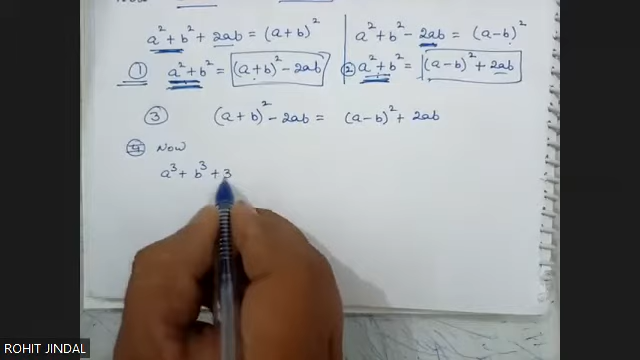 a² + b² + 2ab = (a+b)²
a² + b² - 2ab = (a-b)²
① a² + b² = (a+b)² - 2ab
② a² + b² = (a-b)² + 2ab
③ (a+b)² - 2ab = (a-b)² + 2ab
④ Now
a³ + b³ + 3
ROHIT JINDAL